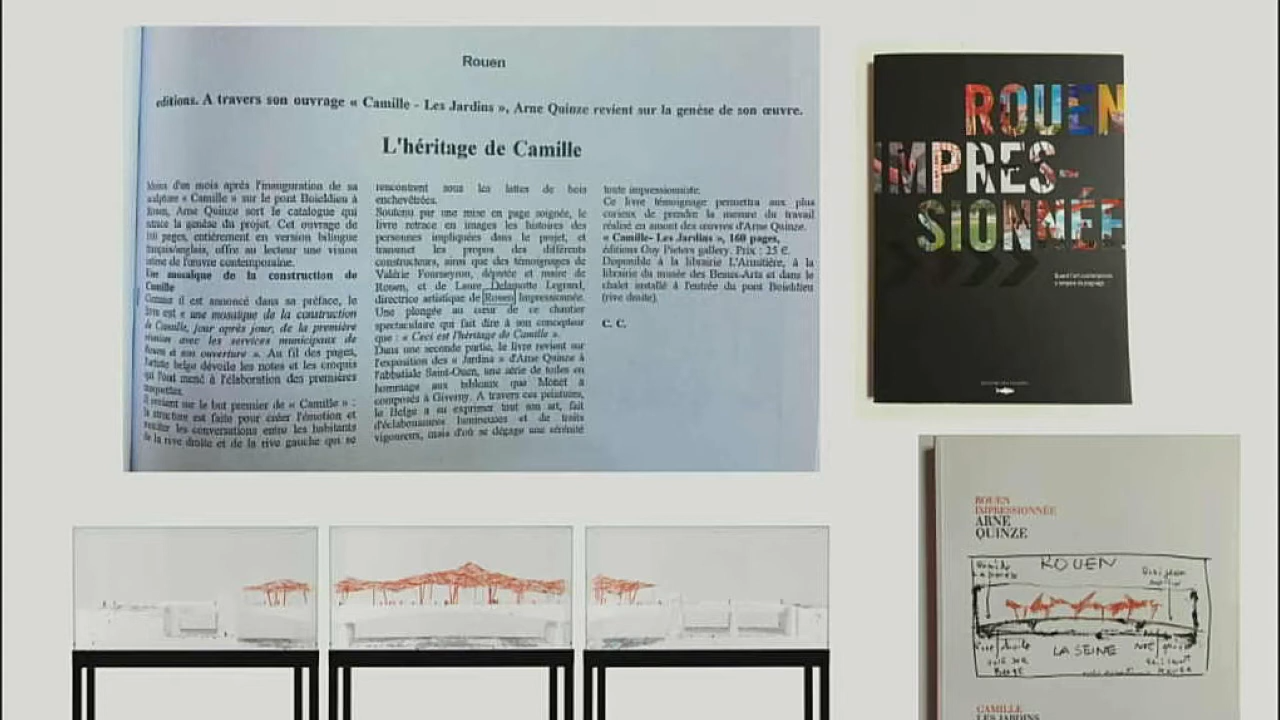 Rouen
editions. A travers son ouvrage « Camille - Les Jardins », Arne Quinze revient sur la genèse de son œuvre.
L'héritage de Camille
Moins d'un mois après l'inauguration de sa
sculpture « Camille » sur le pont Boieldieu à
Rouen, Arne Quinze sort le catalogue qui
retrace la genèse du projet. Cet ouvrage de
160 pages, entièrement en version bilingue
français/anglais, offre au lecteur une vision
intime de l'œuvre contemporaine.
Une mosaïque de la construction de
Camille
Comme il est annoncé dans sa préface, le
livre est « une mosaïque de la construction
de Camille, jour après jour, de la première
réunion avec les services municipaux de
Rouen à son ouverture ». Au fil des pages,
l'artiste belge dévoile les notes et les croquis
qui l'ont mené à l'élaboration des premières
maquettes.
Il revient sur le but premier de « Camille » :
la structure est faite pour créer l'émotion et
susciter les conversations entre les habitants
de la rive droite et de la rive gauche qui se
rencontrent sous les lattes de bois
enchevêtrées.
Soutenu par une mise en page soignée, le
livre retrace en images les histoires des
personnes impliquées dans le projet, et
transmet les propos des différents
constructeurs, ainsi que des témoignages de
Valérie Fourneyron, députée et maire de
Rouen, et de Laure Delamotte Legrand,
directrice artistique de Rouen Impressionnée.
Une plongée au cœur de ce chantier
spectaculaire qui fait dire à son concepteur
que : « Ceci est l'héritage de Camille ».
Dans une seconde partie, le livre revient sur
l'exposition des « Jardins » d'Arne Quinze à
l'abbatiale Saint-Ouen, une série de toiles en
hommage aux tableaux que Monet a
composés à Giverny. A travers ces peintures,
le Belge a su exprimer tout son art, fait
d'éclaboussures lumineuses et de traits
vigoureux, mais d'où se dégage une sérénité
toute impressionniste.
Ce livre témoignage permettra aux plus
curieux de prendre la mesure du travail
réalisé en amont des œuvres d'Arne Quinze.
« Camille- Les Jardins », 160 pages,
éditions Guy Pieters gallery. Prix : 25 €.
Disponible à la librairie L'Armitière, à la
librairie du musée des Beaux-Arts et dans le
chalet installé à l'entrée du pont Boieldieu
(rive droite).
C. C.
ROUEN
IMPRES-
SIONNÉE
Quand l'art contemporain
s'empare du paysage
ROUEN
IMPRESSIONNÉE
ARNE
QUINZE
ROUEN
LA SEINE
CAMILLE
LES JARDINS